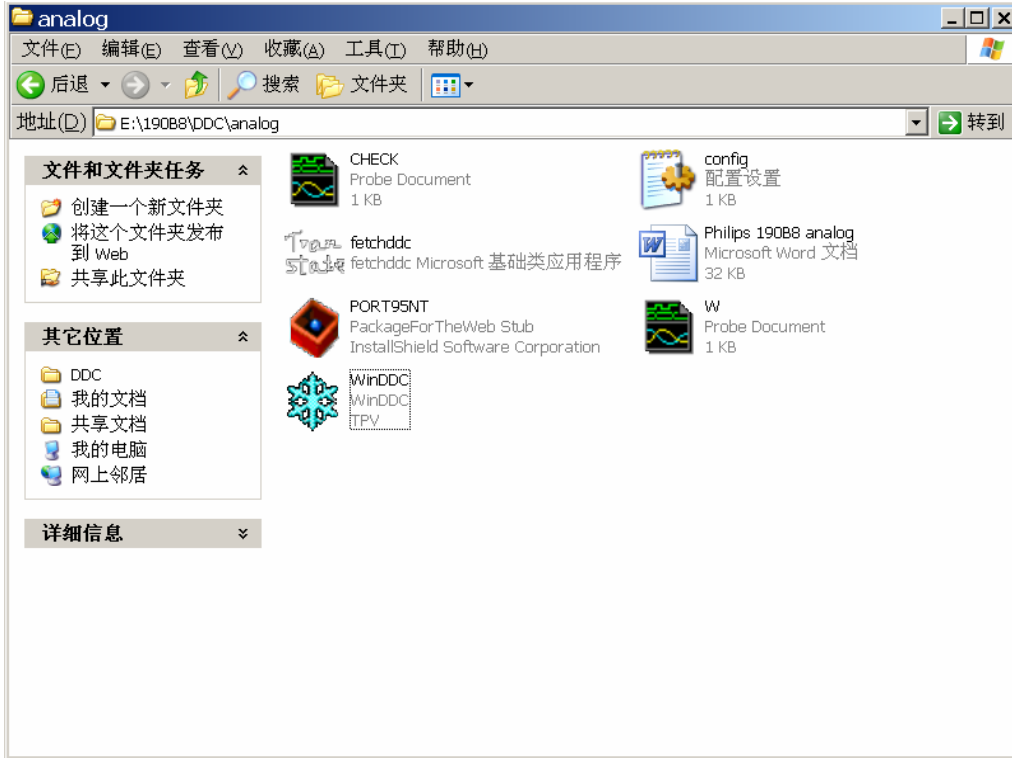 analog
文件(F) 编辑(E) 查看(V) 收藏(A) 工具(T) 帮助(H)
后退 搜索 文件夹
地址(D) E:\190B8\DDC\analog 转到
文件和文件夹任务
创建一个新文件夹
将这个文件夹发布
到 Web
共享此文件夹
其它位置
DDC
我的文档
共享文档
我的电脑
网上邻居
详细信息
CHECK
Probe Document
1 KB
config
配置设置
1 KB
fetchddc
fetchddc Microsoft 基础类应用程序
Philips 190B8 analog
Microsoft Word 文档
32 KB
PORT95NT
PackageForTheWeb Stub
InstallShield Software Corporation
W
Probe Document
1 KB
WinDDC
WinDDC
TPV